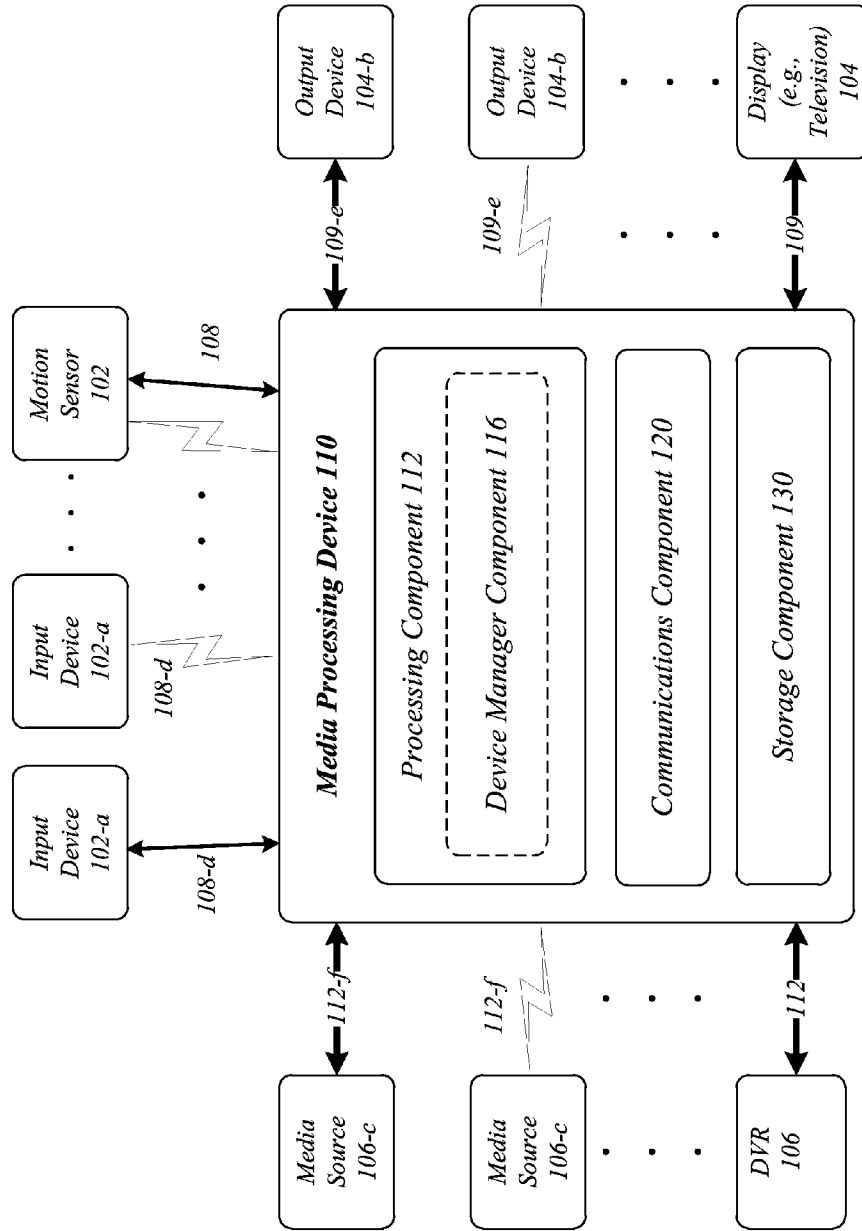 Input
Device
102-a
Input
Device
102-a
Motion
Sensor
102
108-d
108-d
108
Media
Source
106-c
112-f
Media
Source
106-c
112-f
DVR
106
112
Media Processing Device 110
Processing Component 112
Device Manager Component 116
Communications Component 120
Storage Component 130
109-e
Output
Device
104-b
109-e
Output
Device
104-b
109
Display
(e.g.,
Television)
104